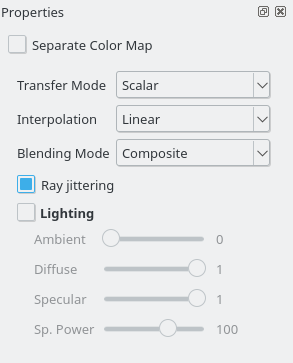 Properties
Separate Color Map
Transfer Mode Scalar
Interpolation Linear
Blending Mode Composite
Ray jittering
Lighting
Ambient 0
Diffuse 1
Specular 1
Sp. Power 100